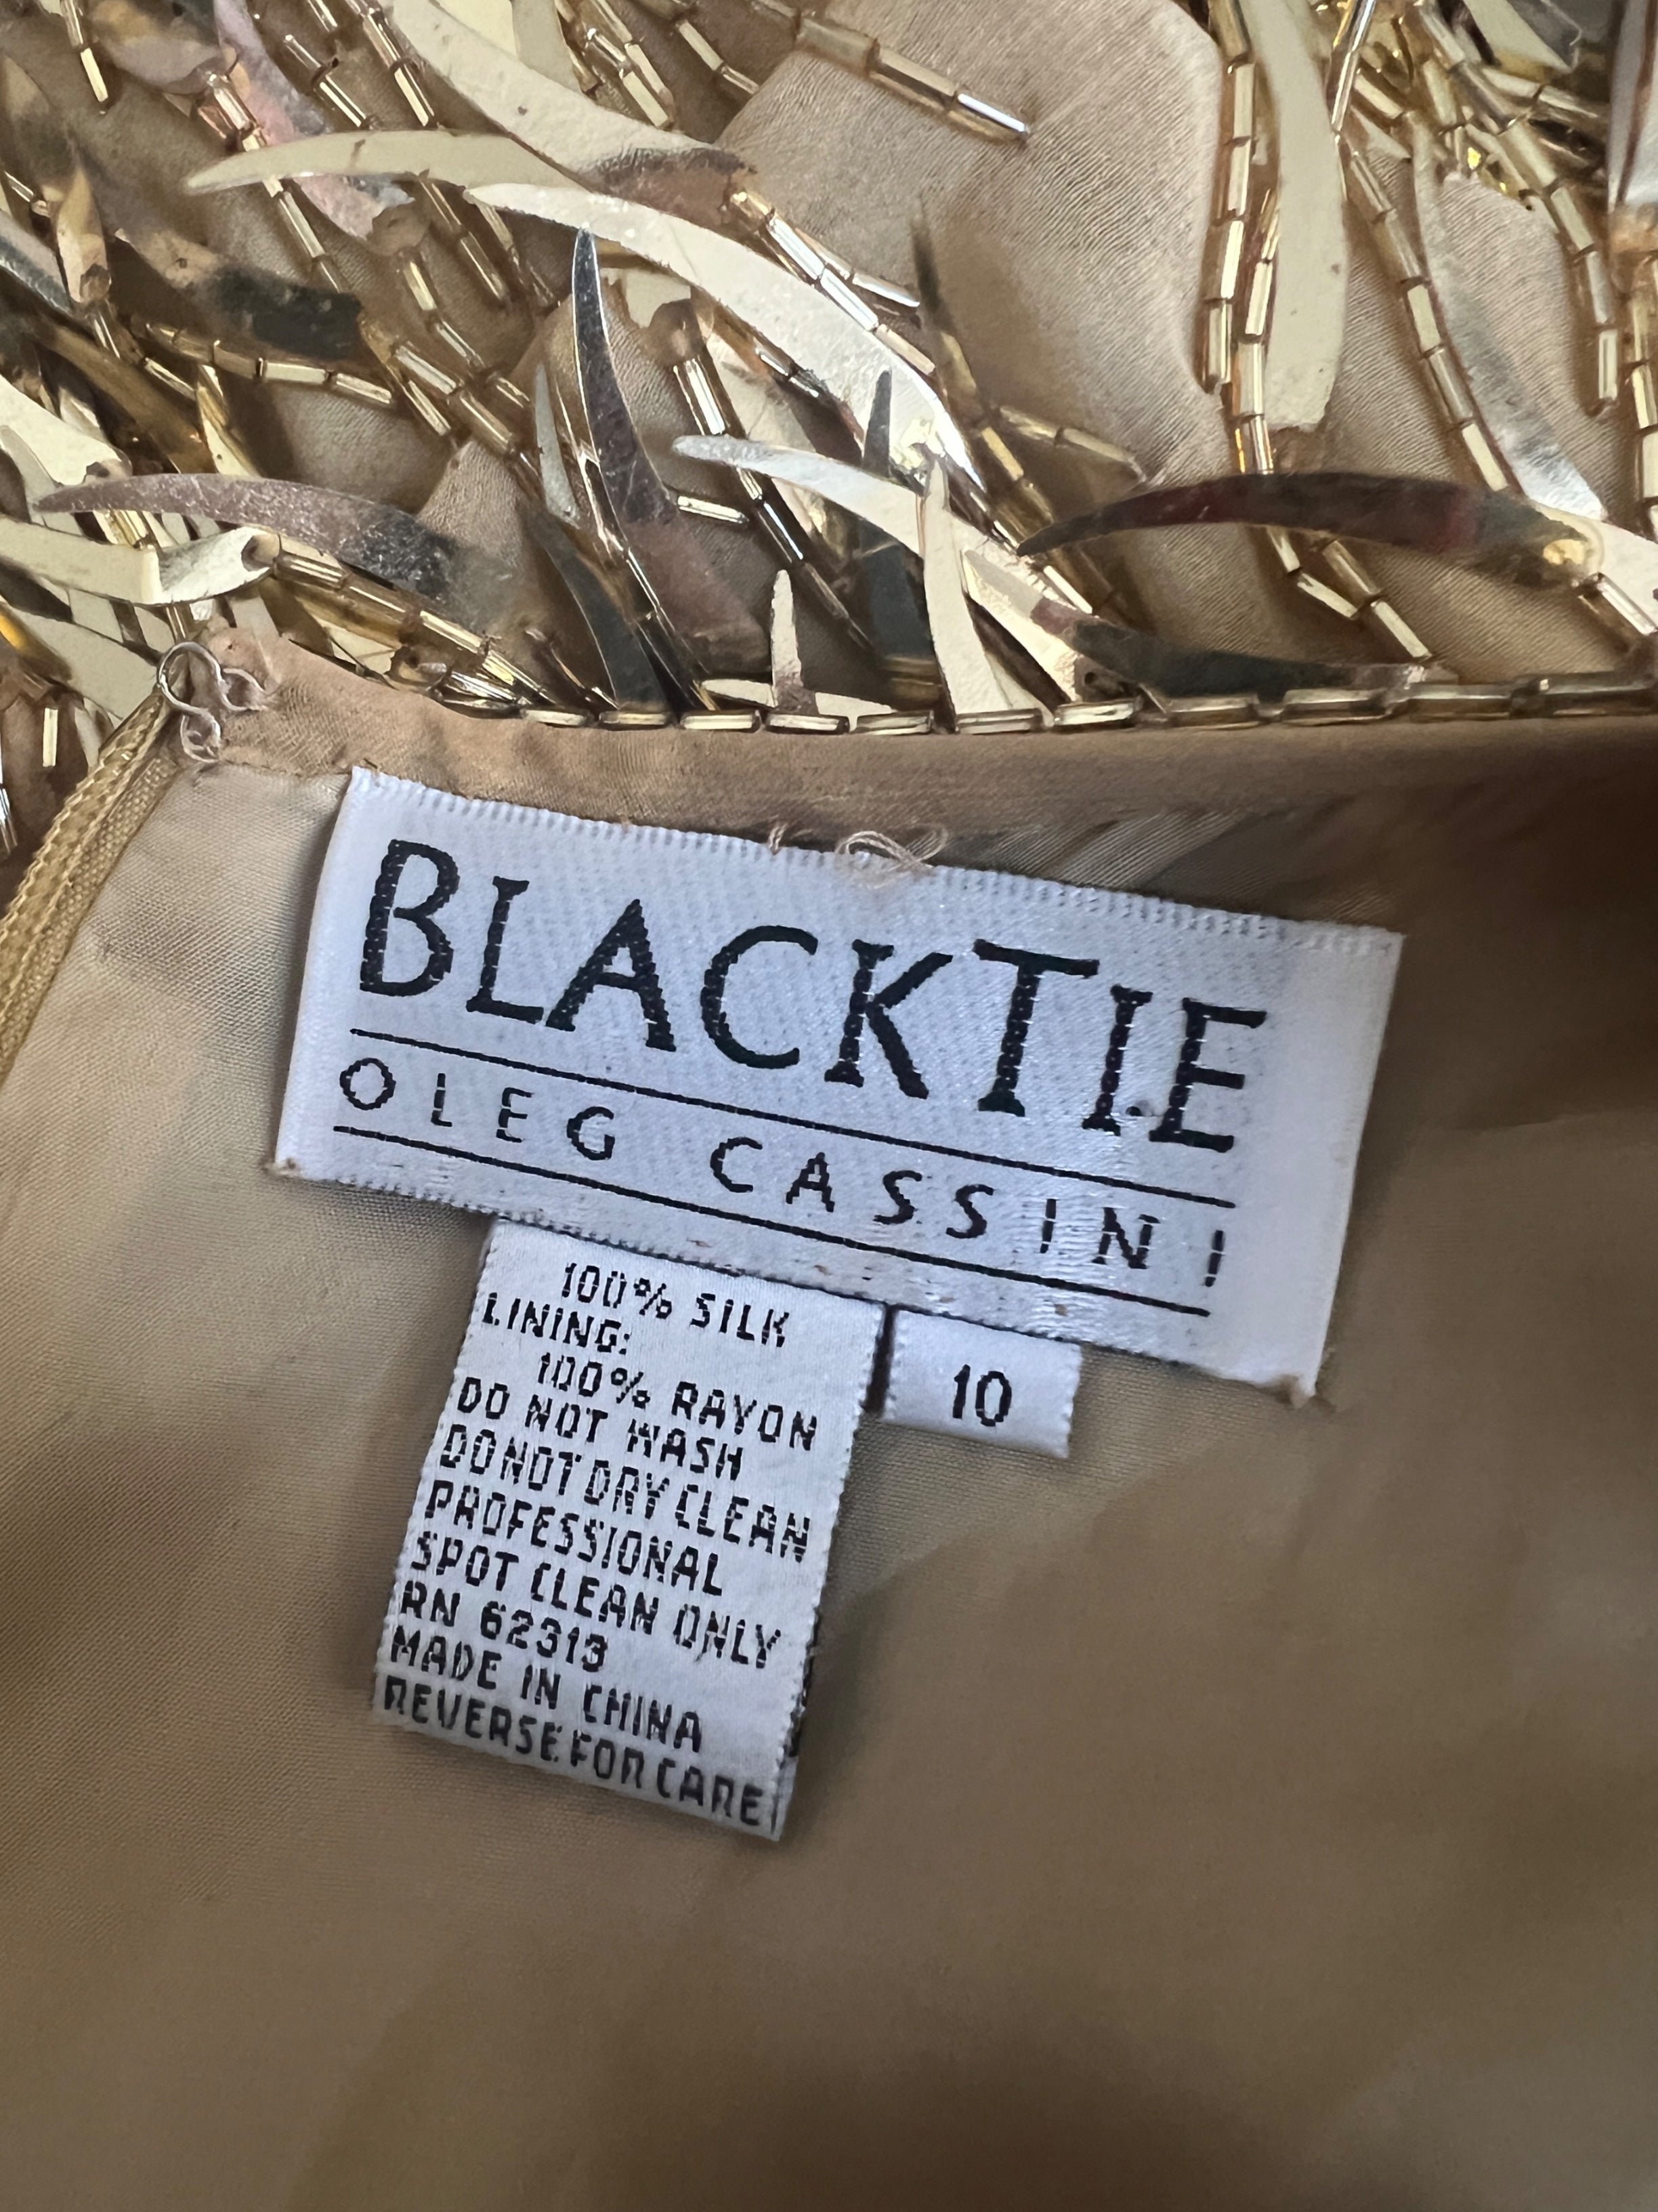 BLACKTIE
OLEG CASSINI
100% SILK
LINING:
100% RAYON
DO NOT WASH
DO NOT DRY CLEAN
PROFESSIONAL
SPOT CLEAN ONLY
RN 62313
MADE IN CHINA
REVERSE FOR CARE
10